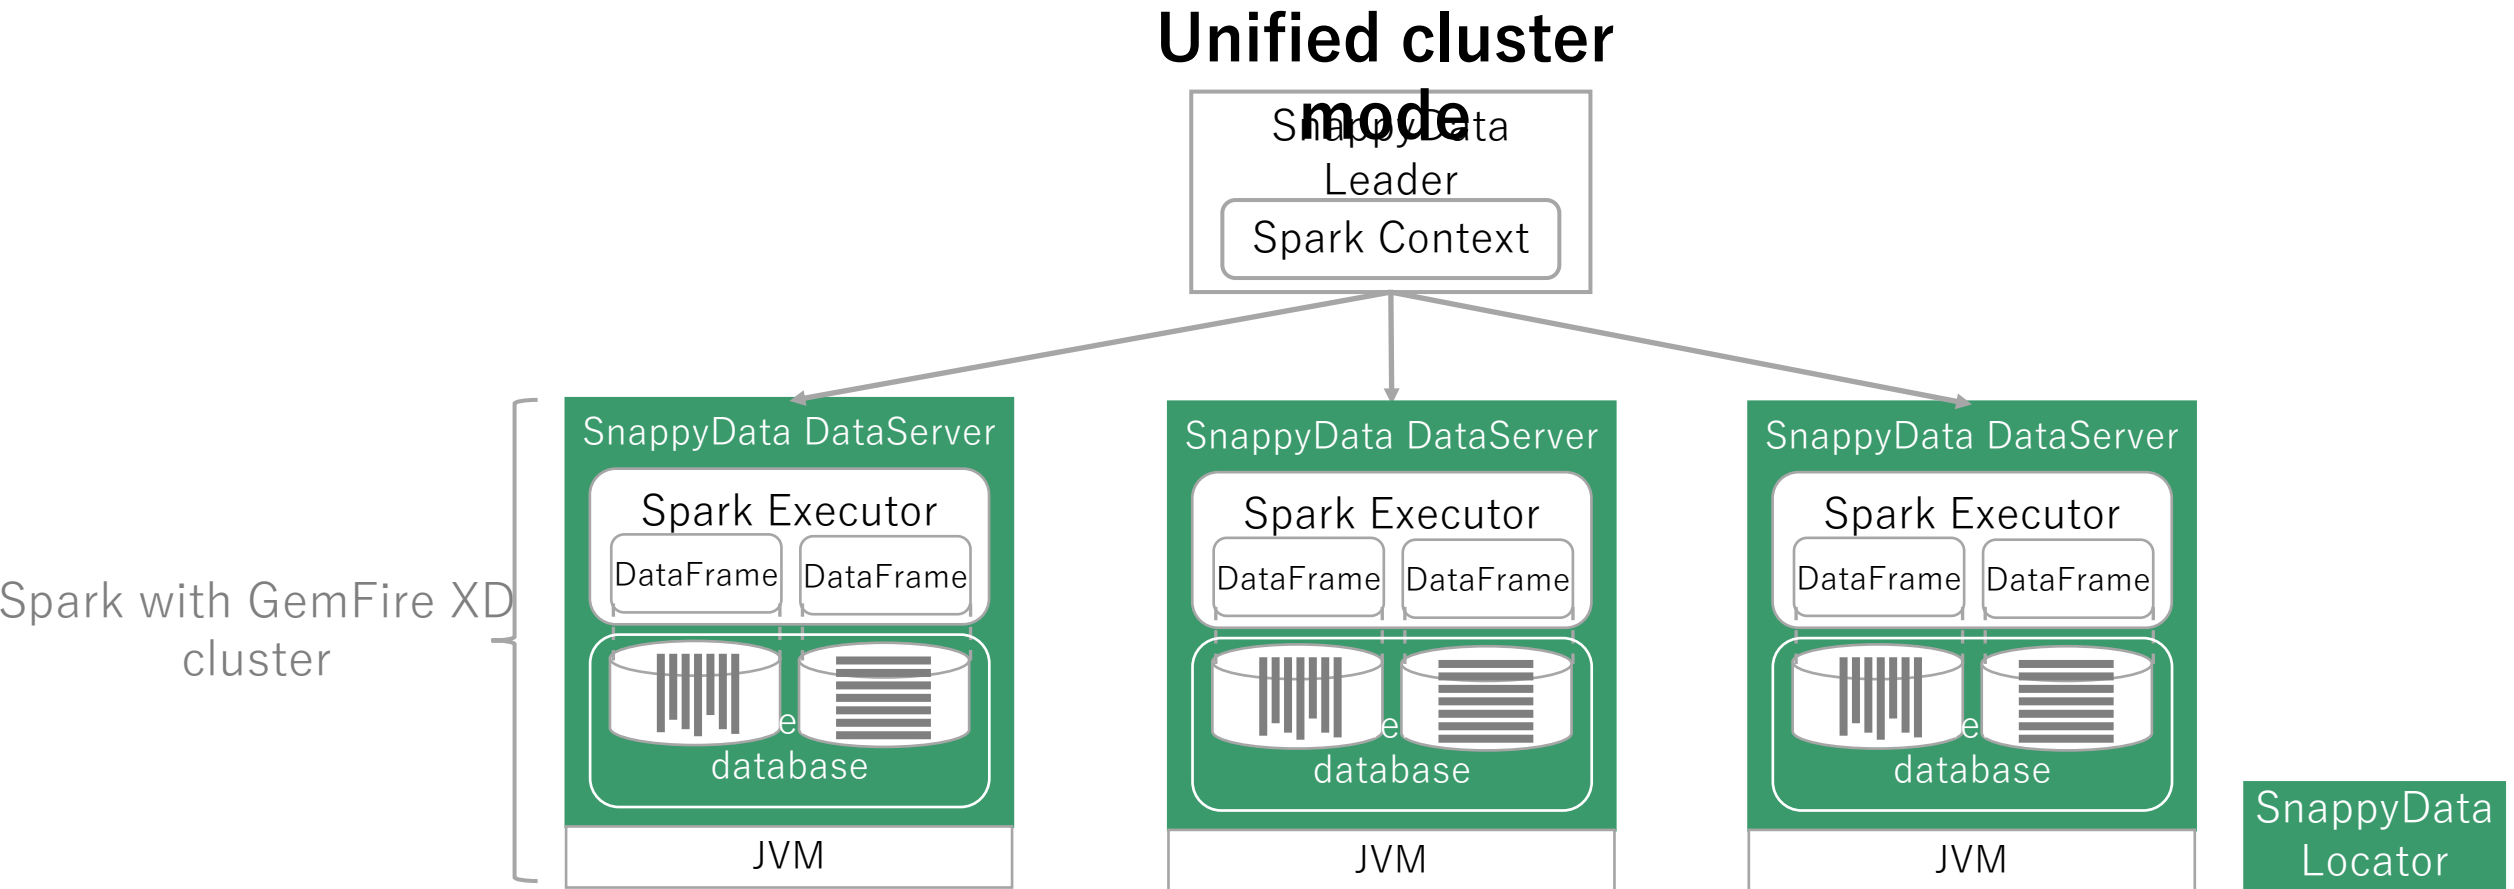 Unified cluster
mode
SnappyData
Leader
Spark Context
Spark with GemFire XD
cluster
SnappyData DataServer
Spark Executor
DataFrame
DataFrame
e
database
JVM
SnappyData DataServer
Spark Executor
DataFrame
DataFrame
e
database
JVM
SnappyData DataServer
Spark Executor
DataFrame
DataFrame
e
database
JVM
SnappyData
Locator